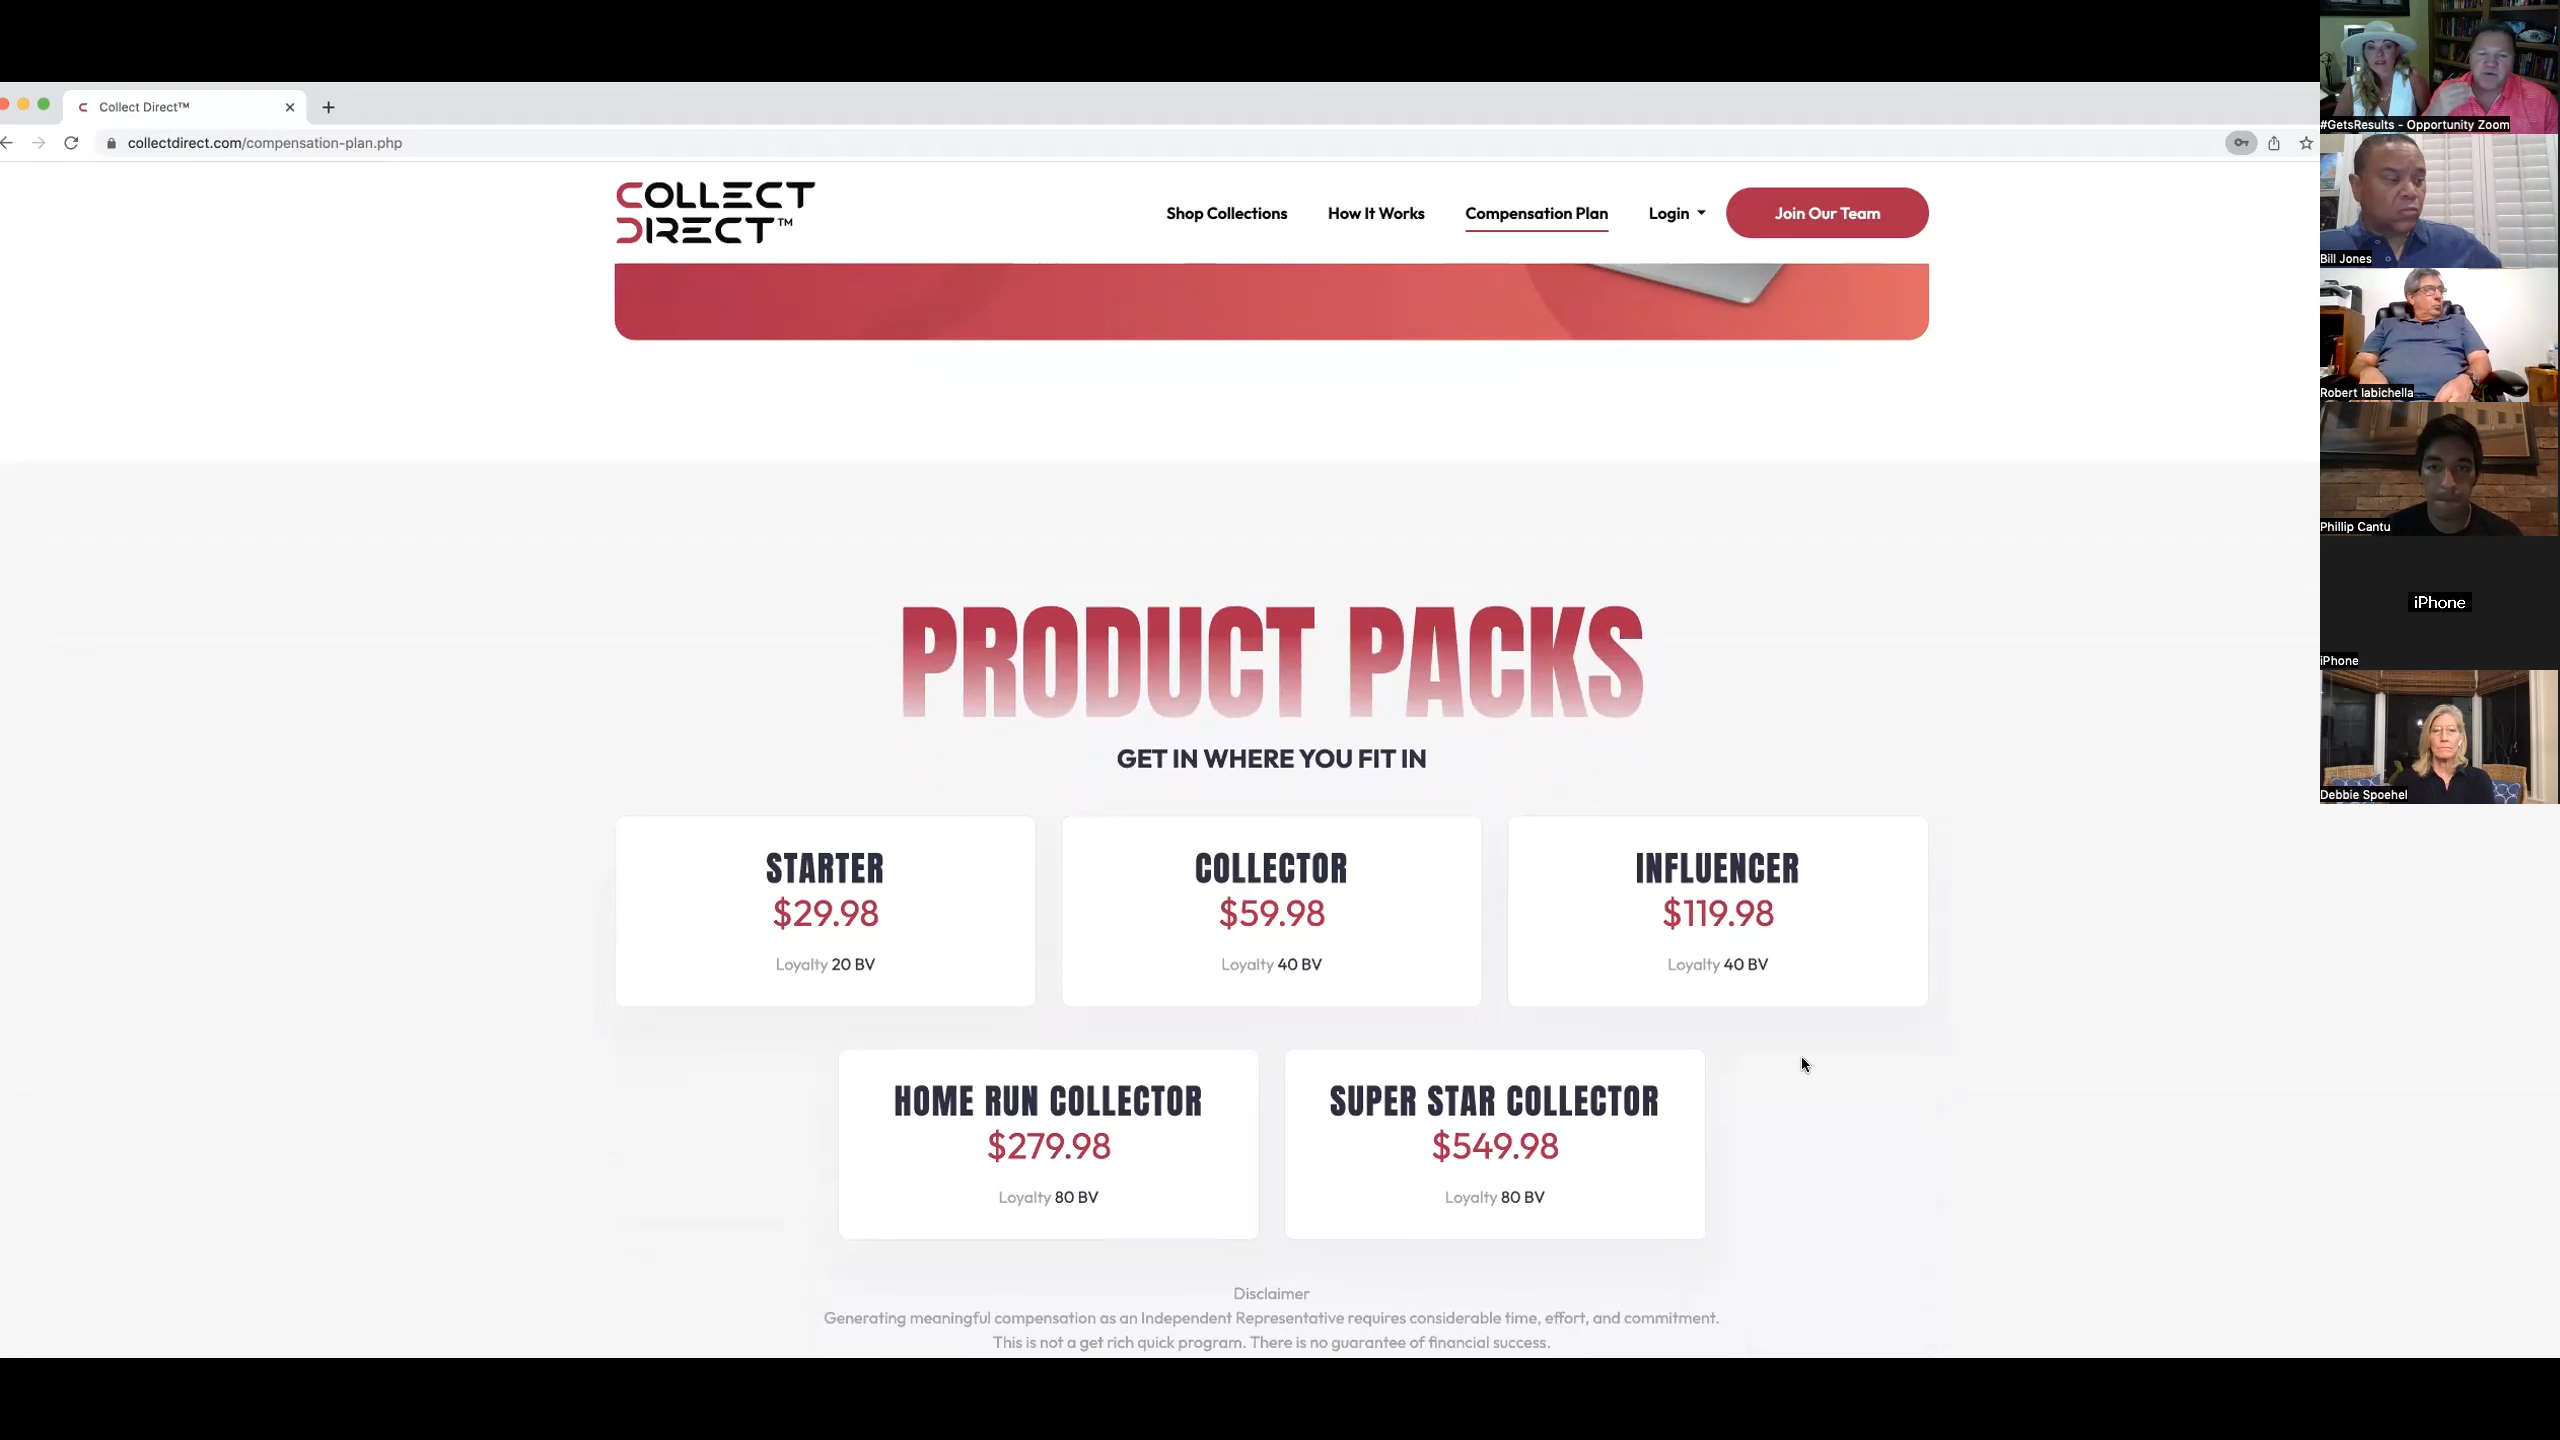 Collect Direct™
collectdirect.com/compensation-plan.php
COLLECT
DIRECT™
Shop Collections
How It Works
Compensation Plan
Login
Join Our Team
PRODUCT PACKS
GET IN WHERE YOU FIT IN
STARTER
$29.98
Loyalty 20 BV
COLLECTOR
$59.98
Loyalty 40 BV
INFLUENCER
$119.98
Loyalty 40 BV
HOME RUN COLLECTOR
$279.98
Loyalty 80 BV
SUPER STAR COLLECTOR
$549.98
Loyalty 80 BV
Disclaimer
Generating meaningful compensation as an Independent Representative requires considerable time, effort, and commitment.
This is not a get rich quick program. There is no guarantee of financial success.
#GetsResults - Opportunity Zoom
Bill Jones
Robert Iabichella
Phillip Cantu
iPhone
iPhone
Debbie Spoehel